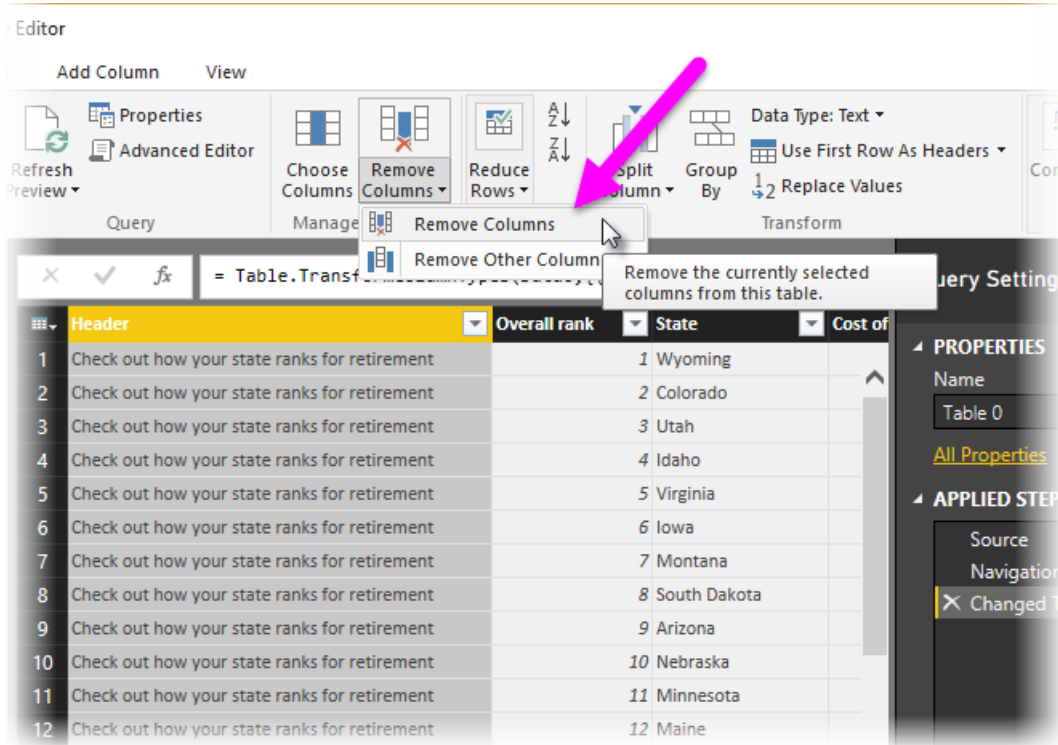 Editor
Add Column View
Properties
Advanced Editor
Refresh
Preview
Choose
Columns
Remove
Columns
Reduce
Rows
Split
Group
By
Data Type: Text
Use First Row As Headers
Replace Values
Query
Manage
Transform
Remove Columns
Remove Other Column
Remove the currently selected
columns from this table.
fx
Header Overall rank State Cost of
1 Check out how your state ranks for retirement 1 Wyoming
2 Check out how your state ranks for retirement 2 Colorado
3 Check out how your state ranks for retirement 3 Utah
4 Check out how your state ranks for retirement 4 Idaho
5 Check out how your state ranks for retirement 5 Virginia
6 Check out how your state ranks for retirement 6 Iowa
7 Check out how your state ranks for retirement 7 Montana
8 Check out how your state ranks for retirement 8 South Dakota
9 Check out how your state ranks for retirement 9 Arizona
10 Check out how your state ranks for retirement 10 Nebraska
11 Check out how your state ranks for retirement 11 Minnesota
12 Check out how your state ranks for retirement 12 Maine
uery Setting
PROPERTIES
Name
Table 0
All Properties
APPLIED STEP
Source
Navigation
Changed